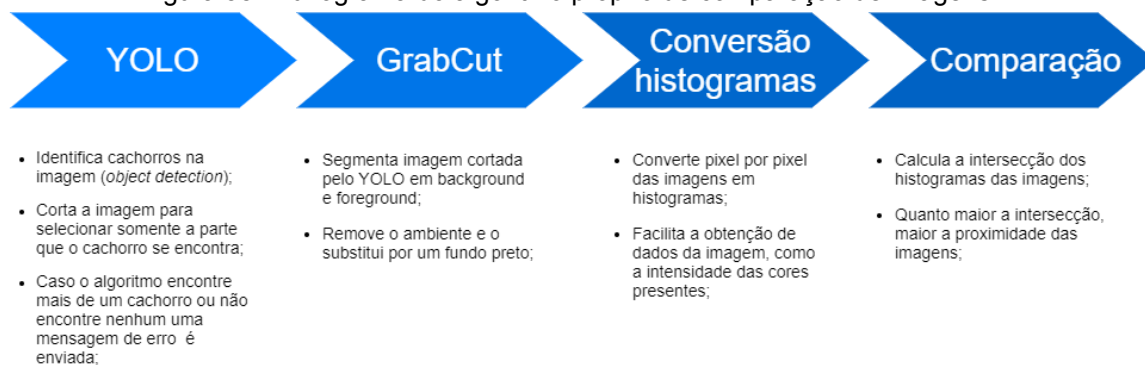 YOLO
GrabCut
Conversão
histogramas
Comparação
• Identifica cachorros na
imagem (object detection);
• Corta a imagem para
selecionar somente a parte
que o cachorro se encontra;
• Caso o algoritmo encontre
mais de um cachorro ou não
encontre nenhum uma
mensagem de erro  é
enviada;
• Segmenta imagem cortada
pelo YOLO em background
e foreground;
• Remove o ambiente e o
substitui por um fundo preto;
• Converte pixel por pixel
das imagens em
histogramas;
• Facilita a obtenção de
dados da imagem, como
a intensidade das cores
presentes;
• Calcula a intersecção dos
histogramas das imagens;
• Quanto maior a intersecção,
maior a proximidade das
imagens;